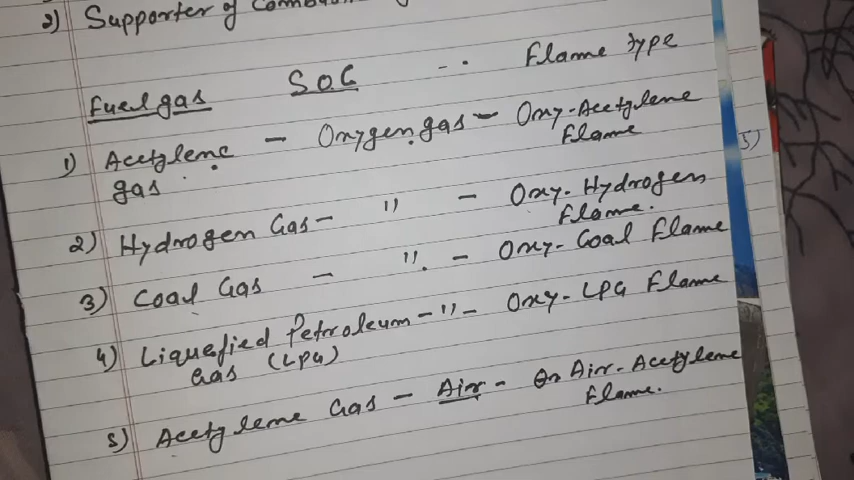 2) Supporter of
Fuel gas S.O.C -- Flame type
1) Acetylene - Oxygen gas - Oxy-Acetylene
gas Flame
2) Hydrogen Gas - " - Oxy-Hydrogen
Flame.
3) Coal Gas - " - Oxy-Coal Flame
4) Liquefied Petroleum - " - Oxy-LPG Flame
Gas (LPG)
5) Acetylene Gas - Air - Air-Acetylene
Flame.
5)